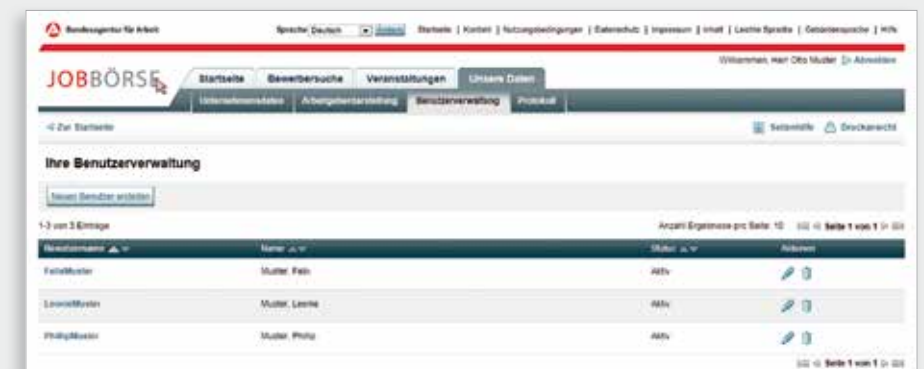 Bundesagentur für Arbeit Sprache Deutsch Startseite | Kontakt | Nutzungsbedingungen | Datenschutz | Impressum | Inhalt | Leichte Sprache | Gebärdensprache | Hilfe
Willkommen, Herr Otto Muster Abmelden
JOBBÖRSE Startseite Bewerbersuche Veranstaltungen Unsere Daten
Unternehmensdaten Arbeitgeberdarstellung Benutzerverwaltung Protokoll
Zur Startseite Seitenhilfe Druckansicht
Ihre Benutzerverwaltung
Neuen Benutzer erstellen
1-3 von 3 Einträge Anzahl Ergebnisse pro Seite: 10 Seite 1 von 1
Benutzername Name Status Aktionen
FelixMuster Muster, Felix Aktiv
LeonieMuster Muster, Leonie Aktiv
PhilipMuster Muster, Philip Aktiv
Seite 1 von 1